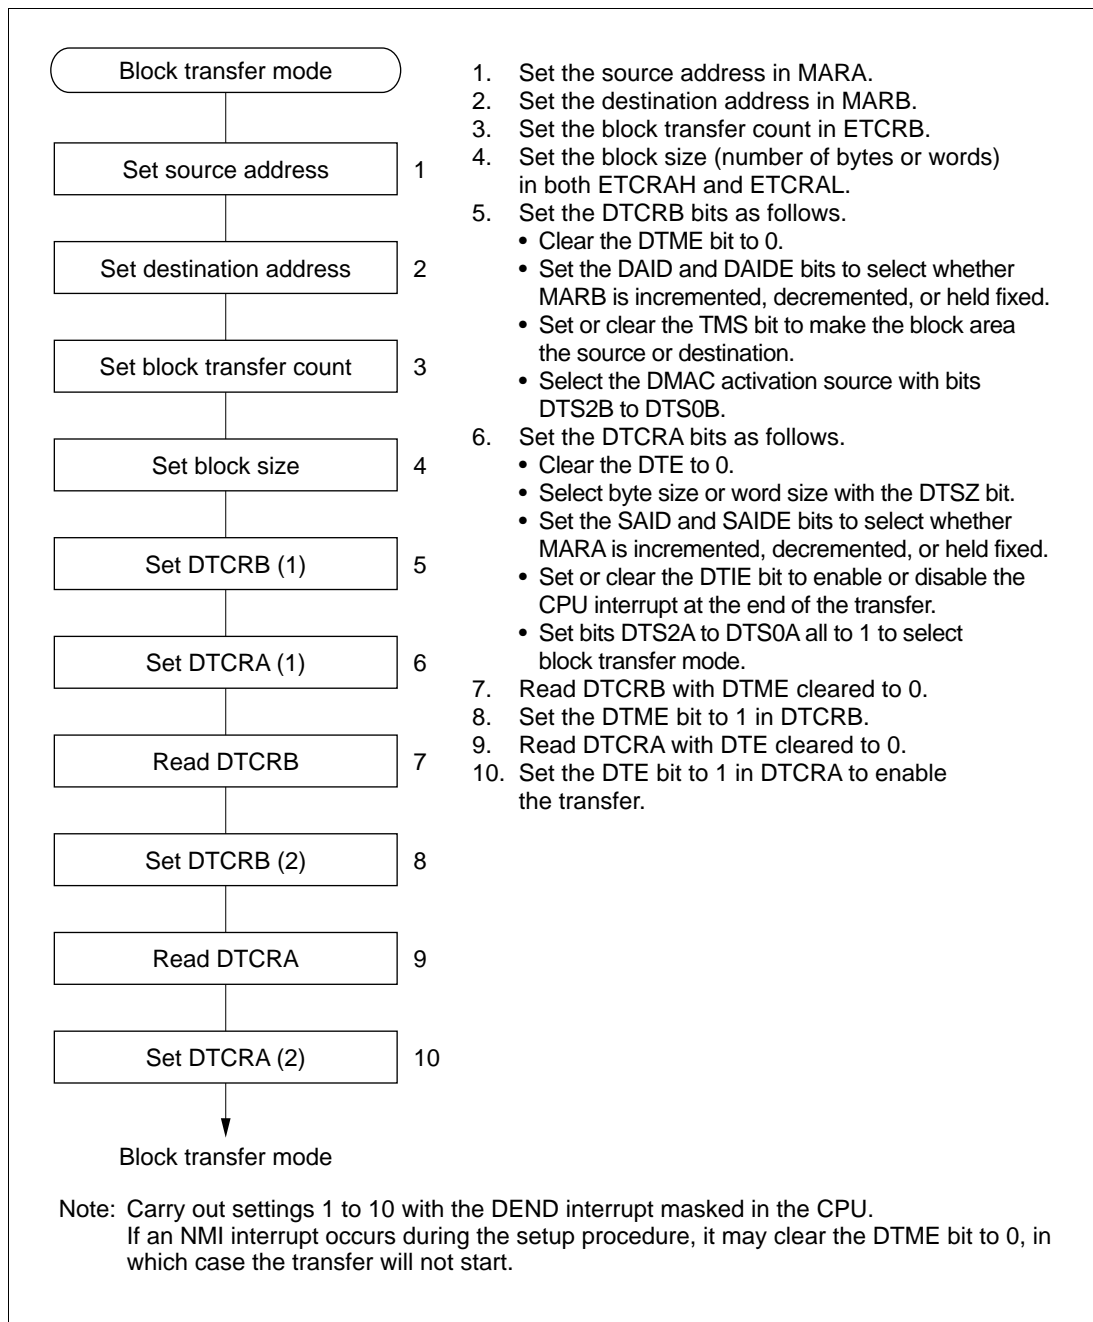 Block transfer mode
Set source address 1
Set destination address 2
Set block transfer count 3
Set block size 4
Set DTCRB (1) 5
Set DTCRA (1) 6
Read DTCRB 7
Set DTCRB (2) 8
Read DTCRA 9
Set DTCRA (2) 10
Block transfer mode
1. Set the source address in MARA.
2. Set the destination address in MARB.
3. Set the block transfer count in ETCRB.
4. Set the block size (number of bytes or words)
in both ETCRAH and ETCRAL.
5. Set the DTCRB bits as follows.
• Clear the DTME bit to 0.
• Set the DAID and DAIDE bits to select whether
MARB is incremented, decremented, or held fixed.
• Set or clear the TMS bit to make the block area
the source or destination.
• Select the DMAC activation source with bits
DTS2B to DTS0B.
6. Set the DTCRA bits as follows.
• Clear the DTE to 0.
• Select byte size or word size with the DTSZ bit.
• Set the SAID and SAIDE bits to select whether
MARA is incremented, decremented, or held fixed.
• Set or clear the DTIE bit to enable or disable the
CPU interrupt at the end of the transfer.
• Set bits DTS2A to DTS0A all to 1 to select
block transfer mode.
7. Read DTCRB with DTME cleared to 0.
8. Set the DTME bit to 1 in DTCRB.
9. Read DTCRA with DTE cleared to 0.
10. Set the DTE bit to 1 in DTCRA to enable
the transfer.
Note: Carry out settings 1 to 10 with the DEND interrupt masked in the CPU.
If an NMI interrupt occurs during the setup procedure, it may clear the DTME bit to 0, in
which case the transfer will not start.